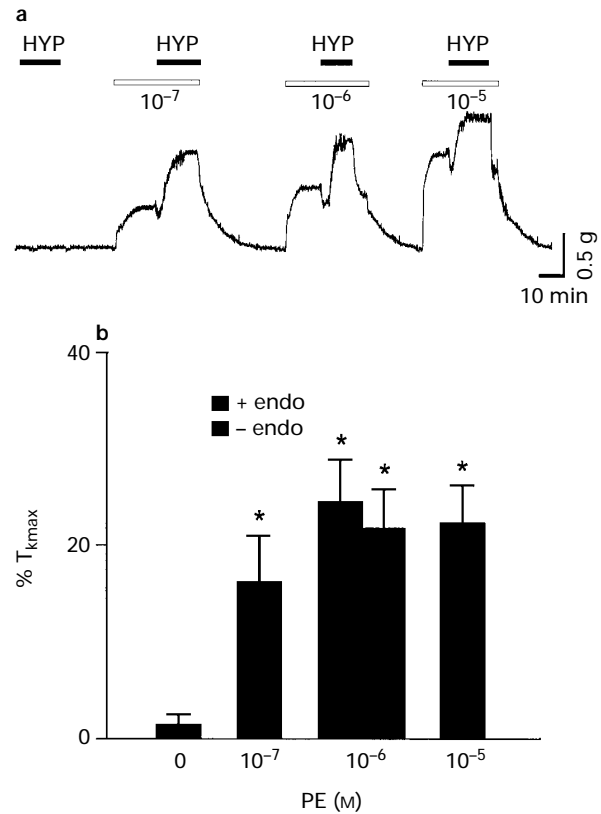 a
HYP HYP HYP HYP
10⁻⁷ 10⁻⁶ 10⁻⁵
0.5 g
10 min
b
40
+ endo
− endo
* * * *
20
% Tkmax
0
0 10⁻⁷ 10⁻⁶ 10⁻⁵
PE (M)